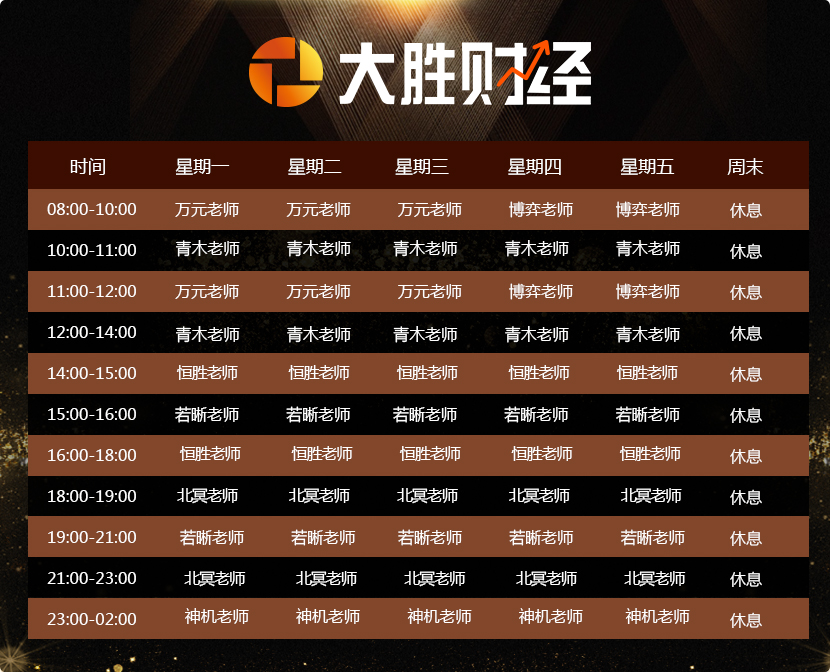 大胜财经
时间 星期一 星期二 星期三 星期四 星期五 周末
08:00-10:00 万元老师 万元老师 万元老师 博弈老师 博弈老师 休息
10:00-11:00 青木老师 青木老师 青木老师 青木老师 青木老师 休息
11:00-12:00 万元老师 万元老师 万元老师 博弈老师 博弈老师 休息
12:00-14:00 青木老师 青木老师 青木老师 青木老师 青木老师 休息
14:00-15:00 恒胜老师 恒胜老师 恒胜老师 恒胜老师 恒胜老师 休息
15:00-16:00 若晰老师 若晰老师 若晰老师 若晰老师 若晰老师 休息
16:00-18:00 恒胜老师 恒胜老师 恒胜老师 恒胜老师 恒胜老师 休息
18:00-19:00 北冥老师 北冥老师 北冥老师 北冥老师 北冥老师 休息
19:00-21:00 若晰老师 若晰老师 若晰老师 若晰老师 若晰老师 休息
21:00-23:00 北冥老师 北冥老师 北冥老师 北冥老师 北冥老师 休息
23:00-02:00 神机老师 神机老师 神机老师 神机老师 神机老师 休息